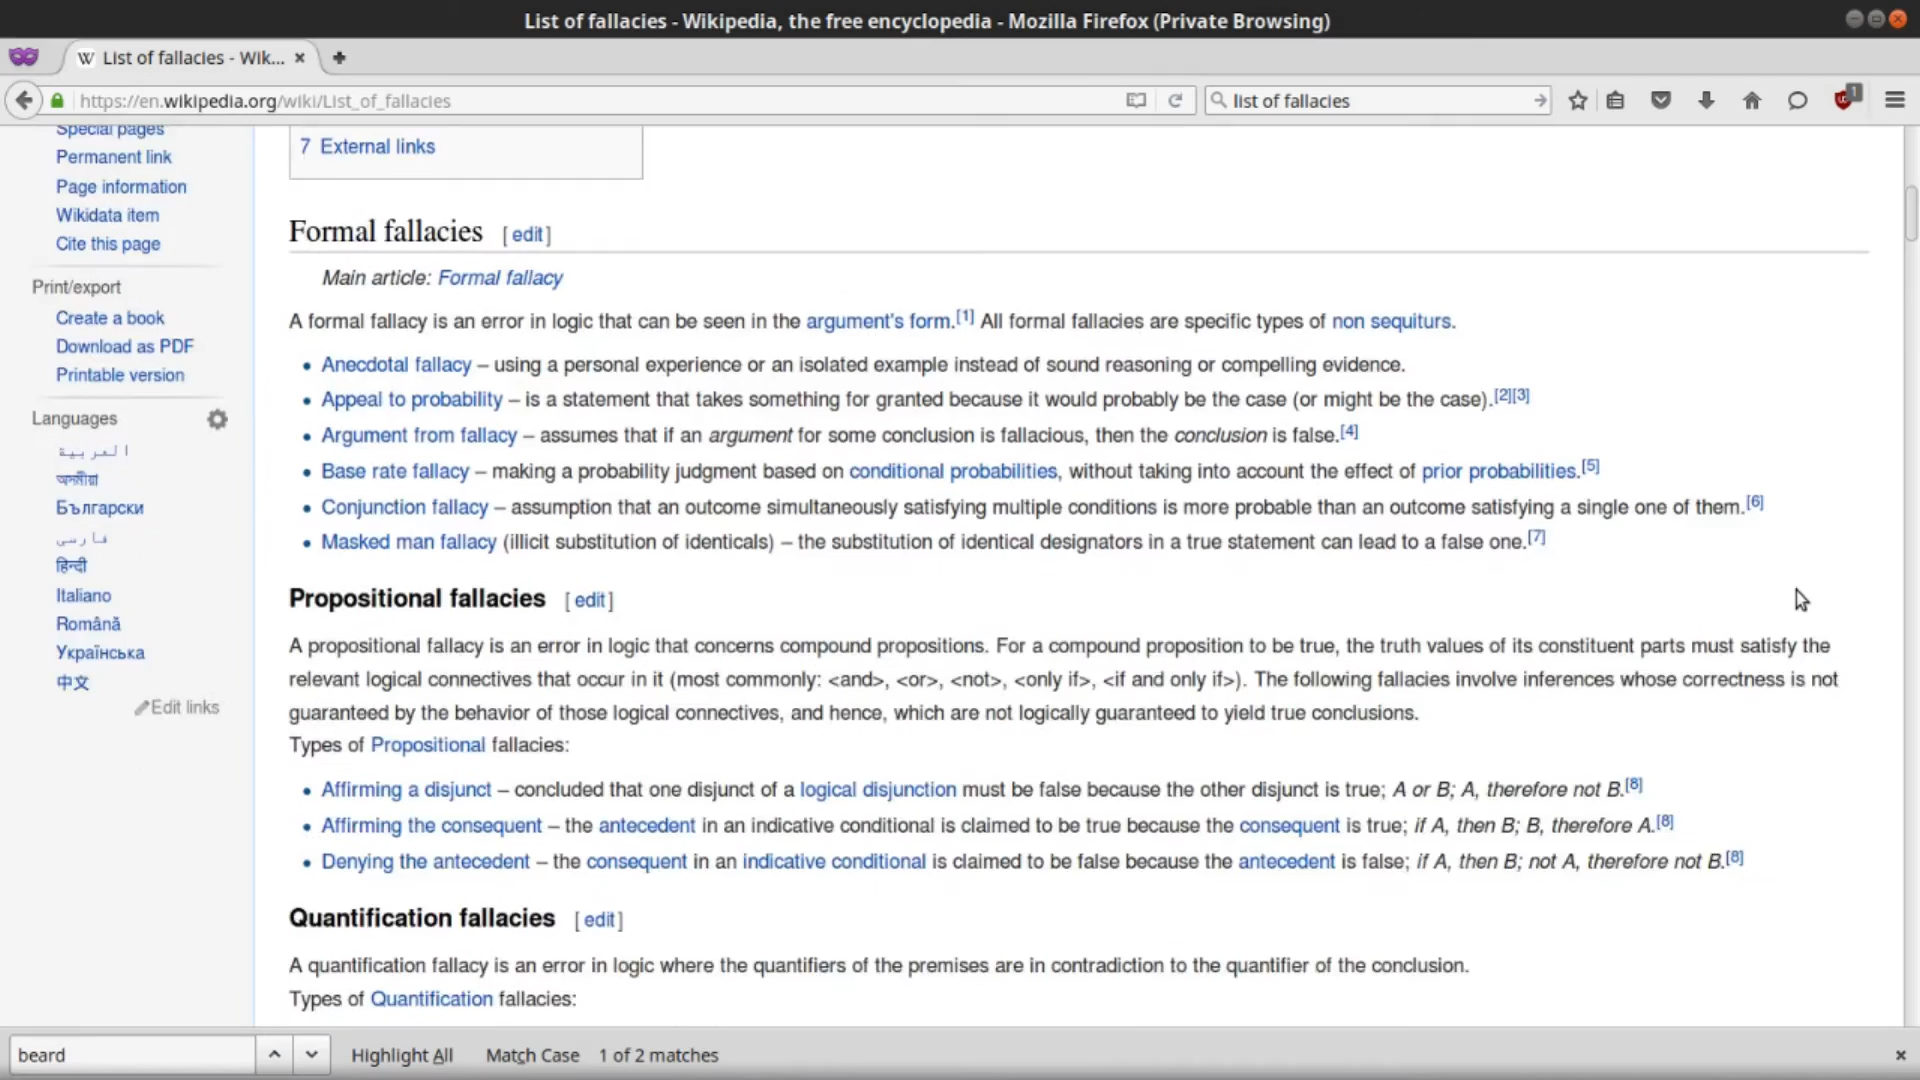 List of fallacies - Wikipedia, the free encyclopedia - Mozilla Firefox (Private Browsing)
W List of fallacies - Wik...
https://en.wikipedia.org/wiki/List_of_fallacies
list of fallacies
1
Special pages
Permanent link
Page information
Wikidata item
Cite this page
Print/export
Create a book
Download as PDF
Printable version
Languages
العربية
অসমীয়া
Български
فارسی
हिन्दी
Italiano
Română
Українська
中文
Edit links
7 External links
Formal fallacies [edit]
Main article: Formal fallacy
A formal fallacy is an error in logic that can be seen in the argument's form.[1] All formal fallacies are specific types of non sequiturs.
• Anecdotal fallacy – using a personal experience or an isolated example instead of sound reasoning or compelling evidence.
• Appeal to probability – is a statement that takes something for granted because it would probably be the case (or might be the case).[2][3]
• Argument from fallacy – assumes that if an argument for some conclusion is fallacious, then the conclusion is false.[4]
• Base rate fallacy – making a probability judgment based on conditional probabilities, without taking into account the effect of prior probabilities.[5]
• Conjunction fallacy – assumption that an outcome simultaneously satisfying multiple conditions is more probable than an outcome satisfying a single one of them.[6]
• Masked man fallacy (illicit substitution of identicals) – the substitution of identical designators in a true statement can lead to a false one.[7]
Propositional fallacies [edit]
A propositional fallacy is an error in logic that concerns compound propositions. For a compound proposition to be true, the truth values of its constituent parts must satisfy the
relevant logical connectives that occur in it (most commonly: <and>, <or>, <not>, <only if>, <if and only if>). The following fallacies involve inferences whose correctness is not
guaranteed by the behavior of those logical connectives, and hence, which are not logically guaranteed to yield true conclusions.
Types of Propositional fallacies:
• Affirming a disjunct – concluded that one disjunct of a logical disjunction must be false because the other disjunct is true; A or B; A, therefore not B.[8]
• Affirming the consequent – the antecedent in an indicative conditional is claimed to be true because the consequent is true; if A, then B; B, therefore A.[8]
• Denying the antecedent – the consequent in an indicative conditional is claimed to be false because the antecedent is false; if A, then B; not A, therefore not B.[8]
Quantification fallacies [edit]
A quantification fallacy is an error in logic where the quantifiers of the premises are in contradiction to the quantifier of the conclusion.
Types of Quantification fallacies:
beard
Highlight All Match Case 1 of 2 matches